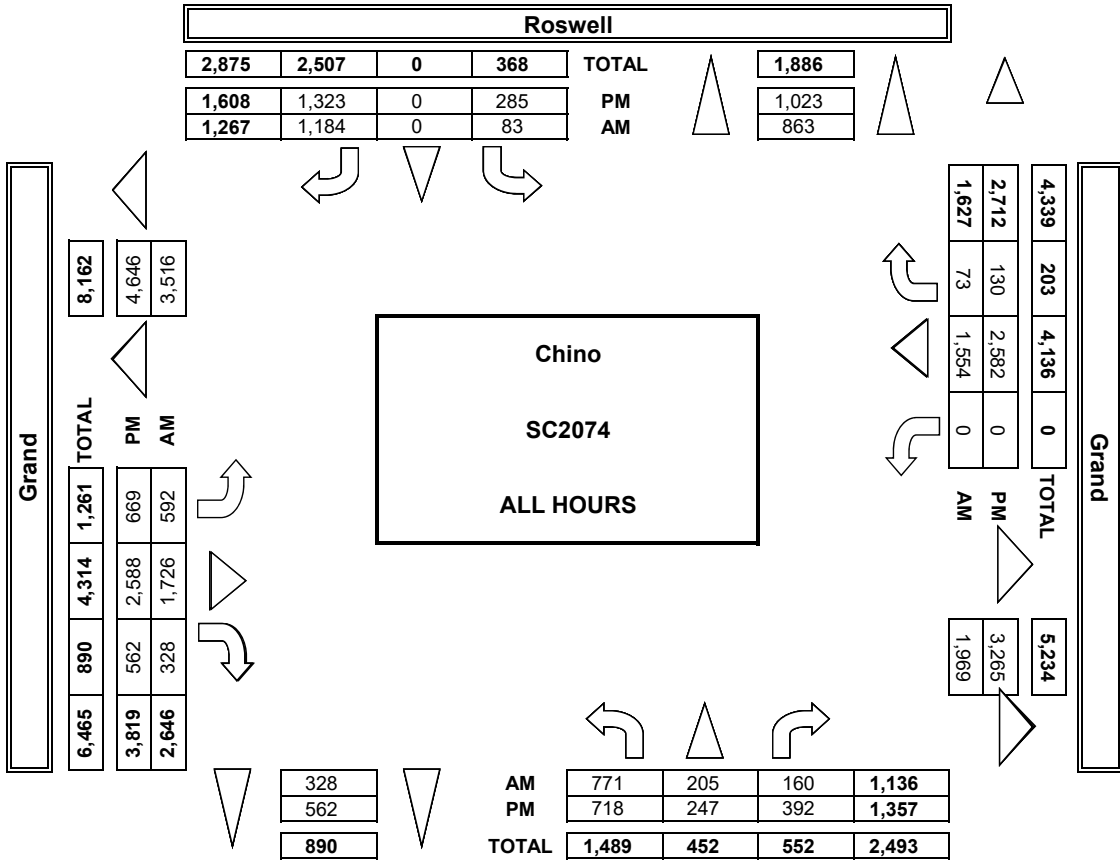 Roswell
2,875 2,507 0 368 TOTAL 1,886
1,608 1,323 0 285 PM 1,023
1,267 1,184 0 83 AM 863
Grand
8,162
4,646
3,516
TOTAL 1,261 4,314 890 6,465
PM 669 2,588 562 3,819
AM 592 1,726 328 2,646
Chino
SC2074
ALL HOURS
4,339 203 4,136 0 TOTAL
2,712 130 2,582 0 PM
1,627 73 1,554 0 AM
5,234
3,265
1,969
Grand
328 AM 771 205 160 1,136
562 PM 718 247 392 1,357
890 TOTAL 1,489 452 552 2,493